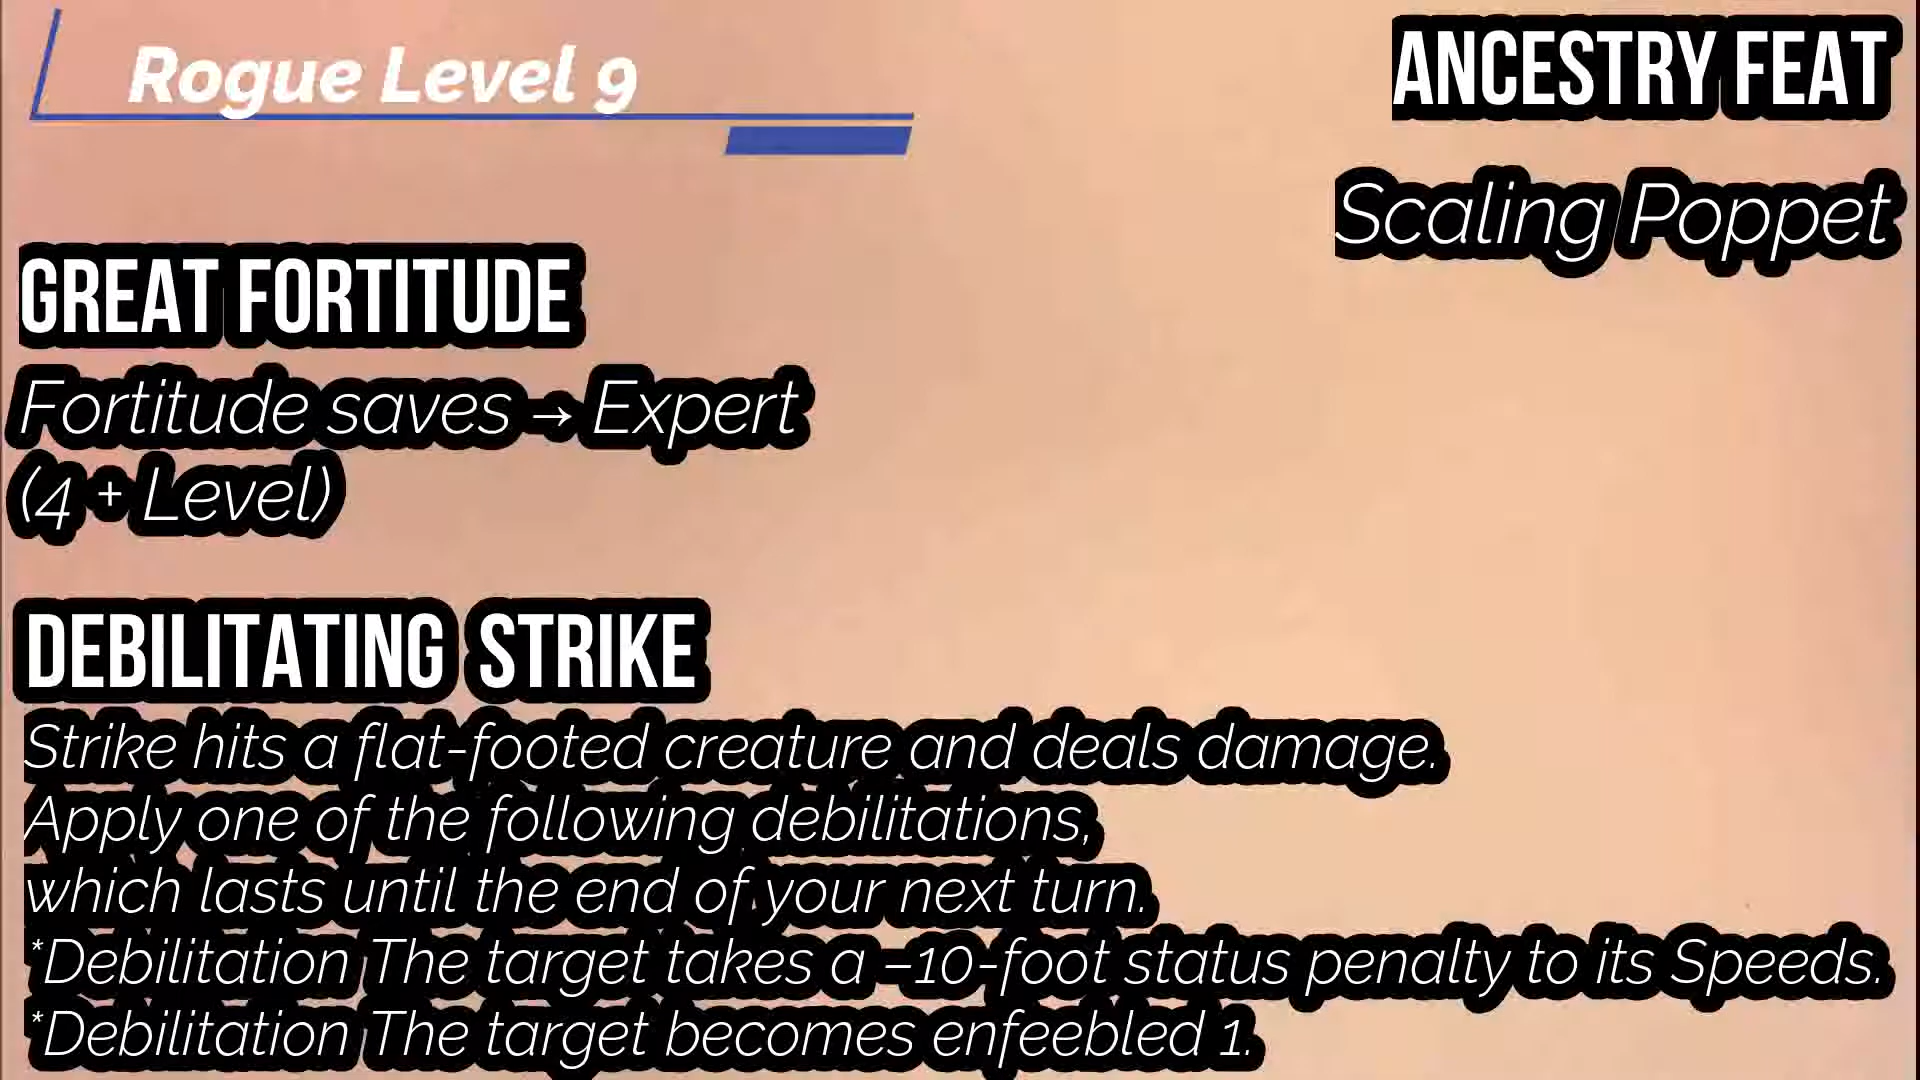 Rogue Level 9
ANCESTRY FEAT
Scaling Poppet
GREAT FORTITUDE
Fortitude saves → Expert
(4 + Level)
DEBILITATING STRIKE
Strike hits a flat-footed creature and deals damage.
Apply one of the following debilitations,
which lasts until the end of your next turn.
*Debilitation The target takes a –10-foot status penalty to its Speeds.
*Debilitation The target becomes enfeebled 1.